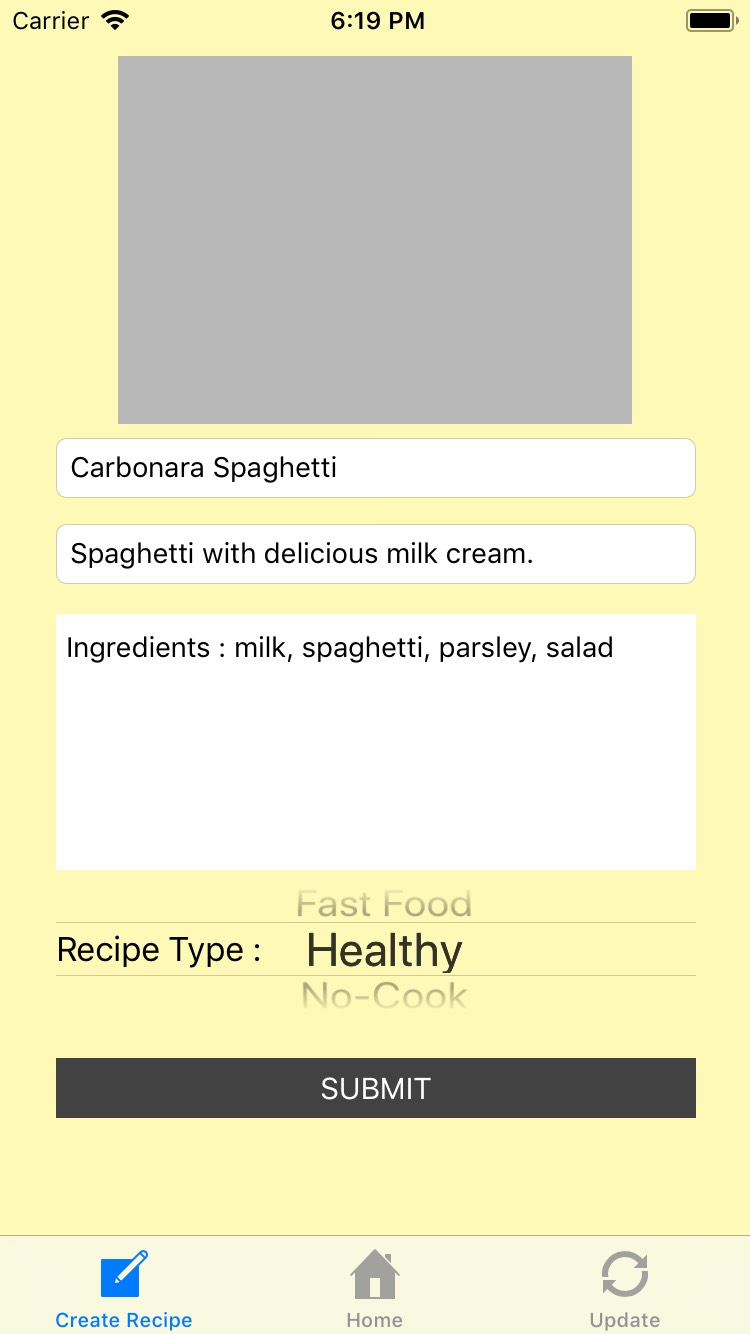 Carrier 6:19 PM
Carbonara Spaghetti
Spaghetti with delicious milk cream.
Ingredients : milk, spaghetti, parsley, salad
Fast Food
Recipe Type : Healthy
No-Cook
SUBMIT
Create Recipe Home Update